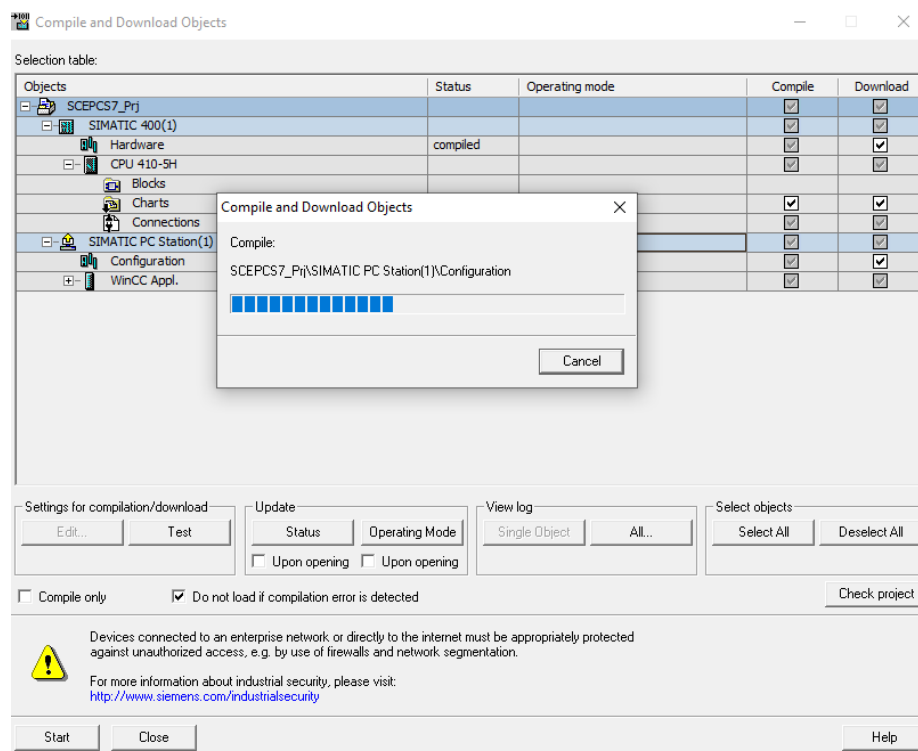 Compile and Download Objects
Selection table:
Objects Status Operating mode Compile Download
SCEPCS7_Prj
SIMATIC 400(1)
Hardware compiled
CPU 410-5H
Blocks
Charts
Connections
SIMATIC PC Station(1)
Configuration
WinCC Appl.
Compile and Download Objects
Compile:
SCEPCS7_Prj\SIMATIC PC Station(1)\Configuration
Cancel
Settings for compilation/download Update View log Select objects
Edit... Test Status Operating Mode Single Object All... Select All Deselect All
Upon opening Upon opening
Compile only Do not load if compilation error is detected Check project
Devices connected to an enterprise network or directly to the internet must be appropriately protected
against unauthorized access, e.g. by use of firewalls and network segmentation.
For more information about industrial security, please visit:
http://www.siemens.com/industrialsecurity
Start Close Help